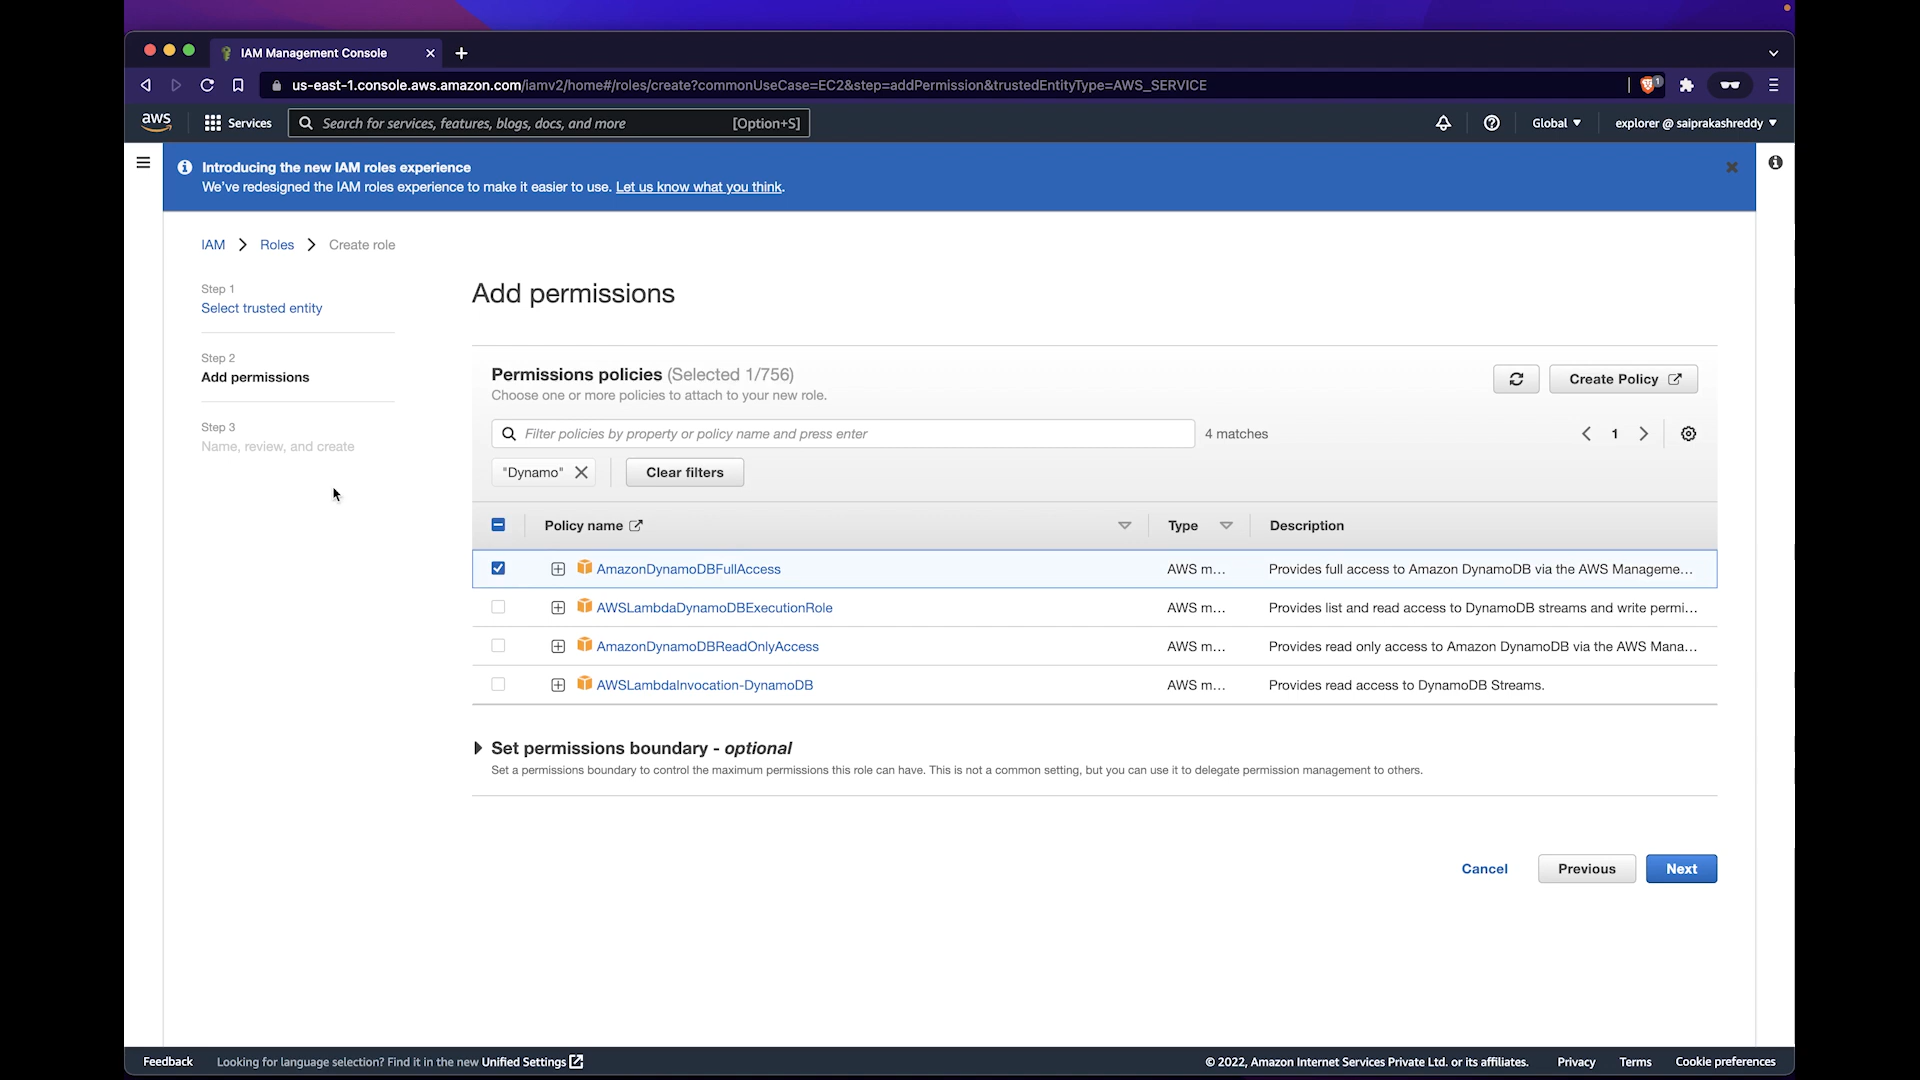 IAM Management Console
us-east-1.console.aws.amazon.com/iamv2/home#/roles/create?commonUseCase=EC2&step=addPermission&trustedEntityType=AWS_SERVICE
1
aws
Services
Search for services, features, blogs, docs, and more
[Option+S]
Global
explorer @ saiprakashreddy
Introducing the new IAM roles experience
We've redesigned the IAM roles experience to make it easier to use. Let us know what you think.
IAM > Roles > Create role
Step 1
Select trusted entity
Step 2
Add permissions
Step 3
Name, review, and create
Add permissions
Permissions policies (Selected 1/756)
Choose one or more policies to attach to your new role.
Create Policy
Filter policies by property or policy name and press enter
4 matches
1
"Dynamo"
Clear filters
Policy name
Type
Description
AmazonDynamoDBFullAccess
AWS m...
Provides full access to Amazon DynamoDB via the AWS Manageme...
AWSLambdaDynamoDBExecutionRole
AWS m...
Provides list and read access to DynamoDB streams and write permi...
AmazonDynamoDBReadOnlyAccess
AWS m...
Provides read only access to Amazon DynamoDB via the AWS Mana...
AWSLambdaInvocation-DynamoDB
AWS m...
Provides read access to DynamoDB Streams.
Set permissions boundary - optional
Set a permissions boundary to control the maximum permissions this role can have. This is not a common setting, but you can use it to delegate permission management to others.
Cancel
Previous
Next
Feedback
Looking for language selection? Find it in the new Unified Settings
© 2022, Amazon Internet Services Private Ltd. or its affiliates.
Privacy
Terms
Cookie preferences